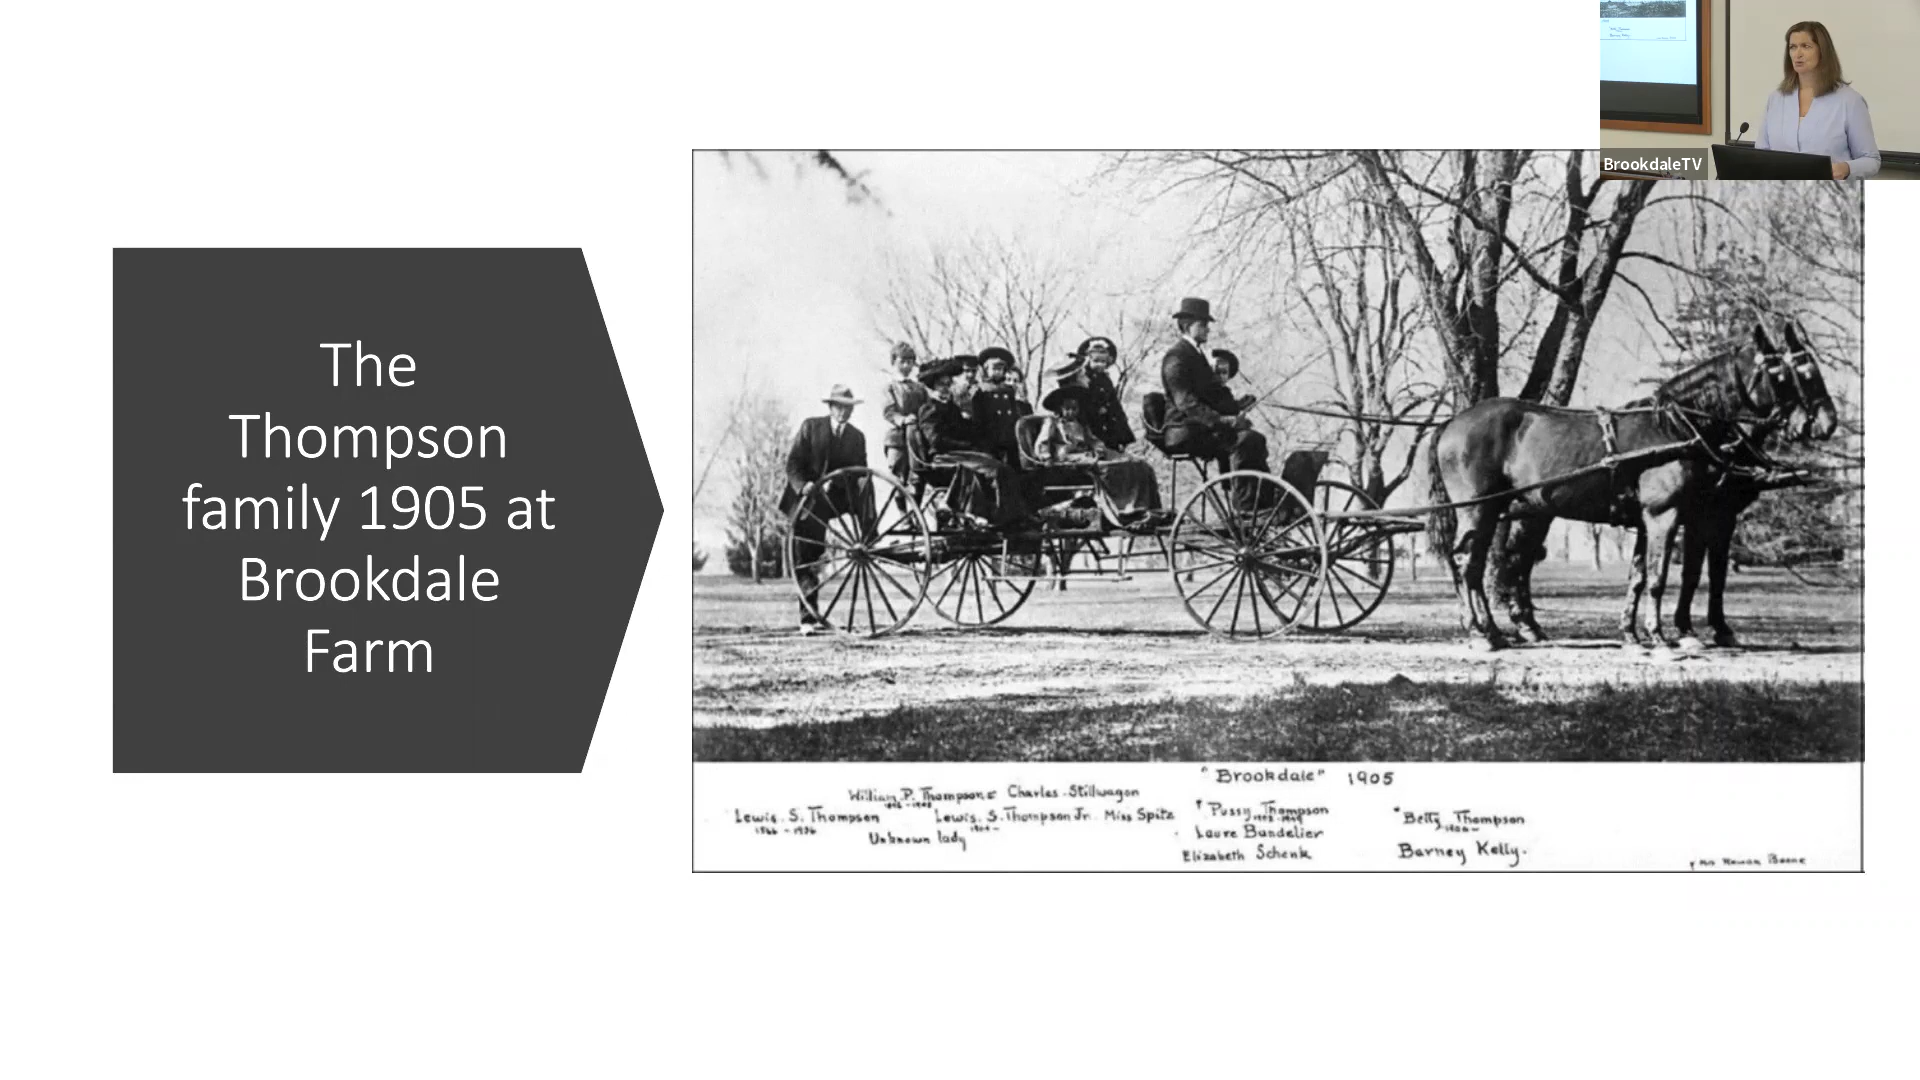 BrookdaleTV
The
Thompson
family 1905 at
Brookdale
Farm
"Brookdale" 1905
William P. Thompson Charles Stillwagon
Lewis. S. Thompson Lewis. S. Thompson Jr. Miss Spitz Pussy Thompson Betty Thompson
Unknown lady Laure Bandelier
Elizabeth Schenk Barney Kelly.